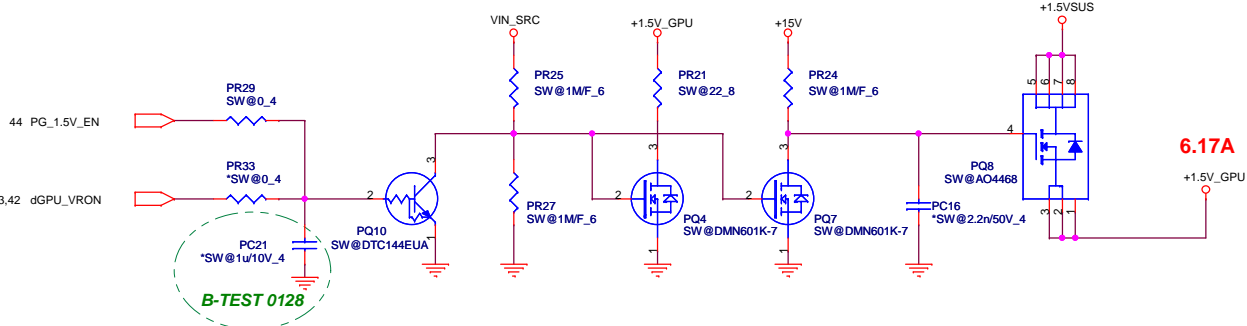 VIN_SRC
+1.5V_GPU
+15V
+1.5VSUS
PR29
SW@0_4
PR25
SW@1M/F_6
PR21
SW@22_8
PR24
SW@1M/F_6
5
6
7
8
44 PG_1.5V_EN
PR33
*SW@0_4
3,42 dGPU_VRON
2
3
1
PQ10
SW@DTC144EUA
PR27
SW@1M/F_6
2
3
1
PQ4
SW@DMN601K-7
2
3
1
PQ7
SW@DMN601K-7
4
PC16
*SW@2.2n/50V_4
PQ8
SW@AO4468
3
2
1
6.17A
+1.5V_GPU
PC21
*SW@1u/10V_4
B-TEST 0128